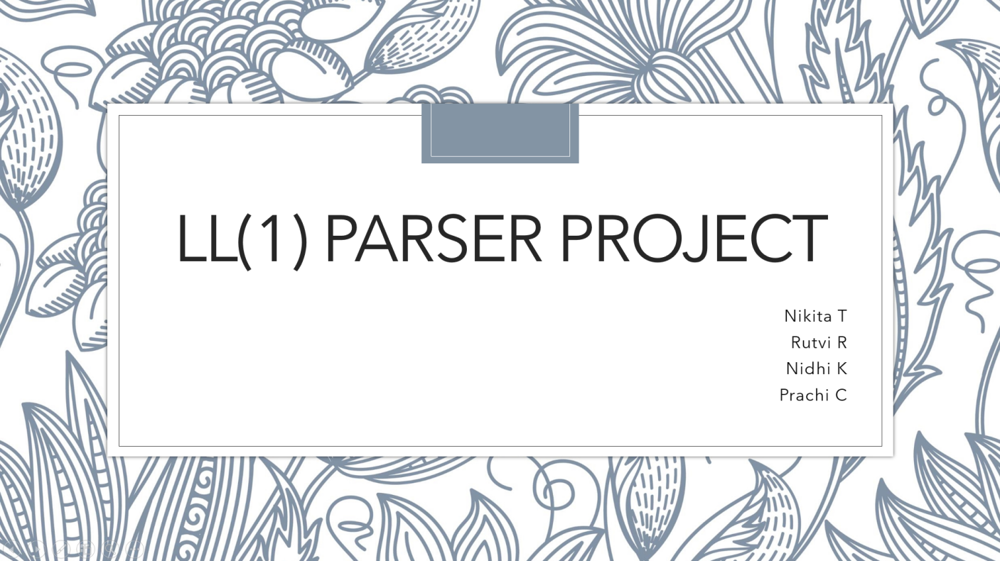 LL(1) PARSER PROJECT
Nikita T
Rutvi R
Nidhi K
Prachi C